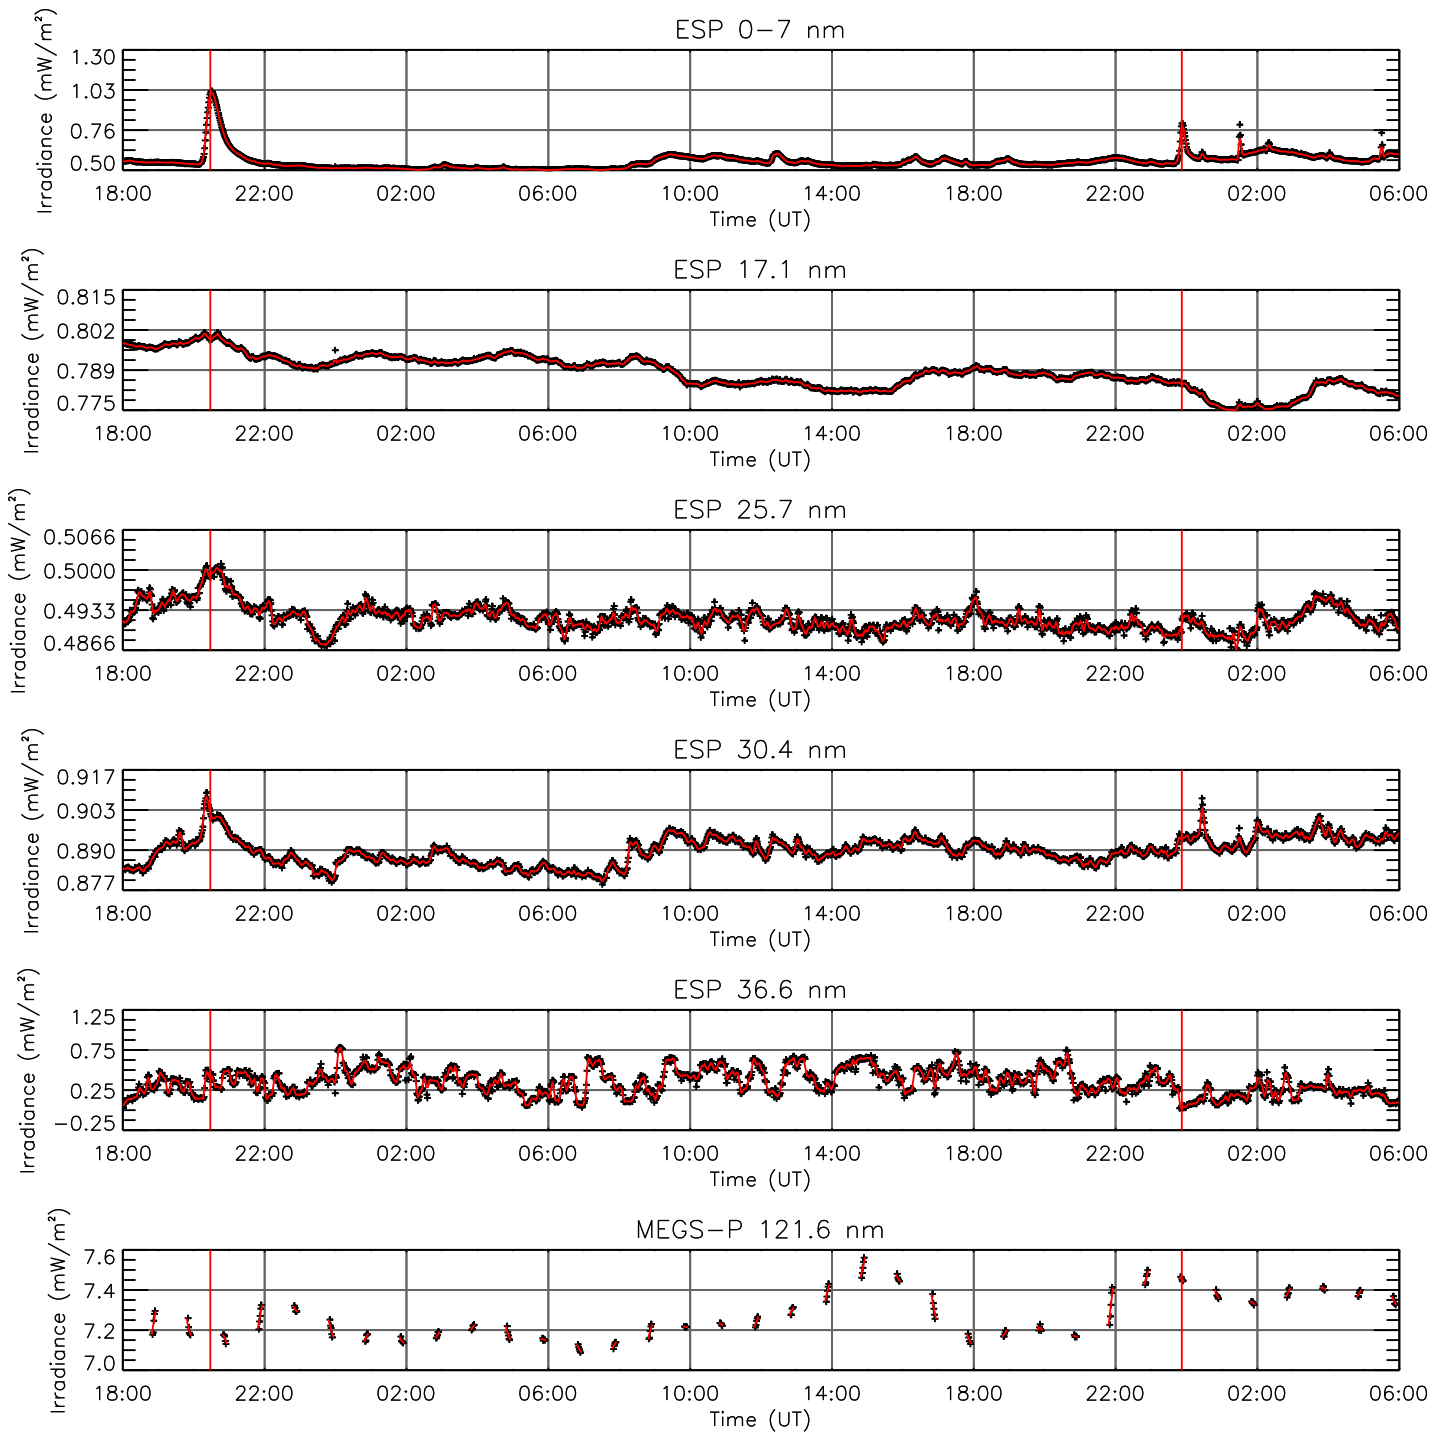 ESP 0-7 nm
Irradiance (mW/m²)
1.30
1.03
0.76
0.50
18:00 22:00 02:00 06:00 10:00 14:00 18:00 22:00 02:00 06:00
Time (UT)
ESP 17.1 nm
Irradiance (mW/m²)
0.815
0.802
0.789
0.775
18:00 22:00 02:00 06:00 10:00 14:00 18:00 22:00 02:00 06:00
Time (UT)
ESP 25.7 nm
Irradiance (mW/m²)
0.5066
0.5000
0.4933
0.4866
18:00 22:00 02:00 06:00 10:00 14:00 18:00 22:00 02:00 06:00
Time (UT)
ESP 30.4 nm
Irradiance (mW/m²)
0.917
0.903
0.890
0.877
18:00 22:00 02:00 06:00 10:00 14:00 18:00 22:00 02:00 06:00
Time (UT)
ESP 36.6 nm
Irradiance (mW/m²)
1.25
0.75
0.25
-0.25
18:00 22:00 02:00 06:00 10:00 14:00 18:00 22:00 02:00 06:00
Time (UT)
MEGS-P 121.6 nm
Irradiance (mW/m²)
7.6
7.4
7.2
7.0
18:00 22:00 02:00 06:00 10:00 14:00 18:00 22:00 02:00 06:00
Time (UT)